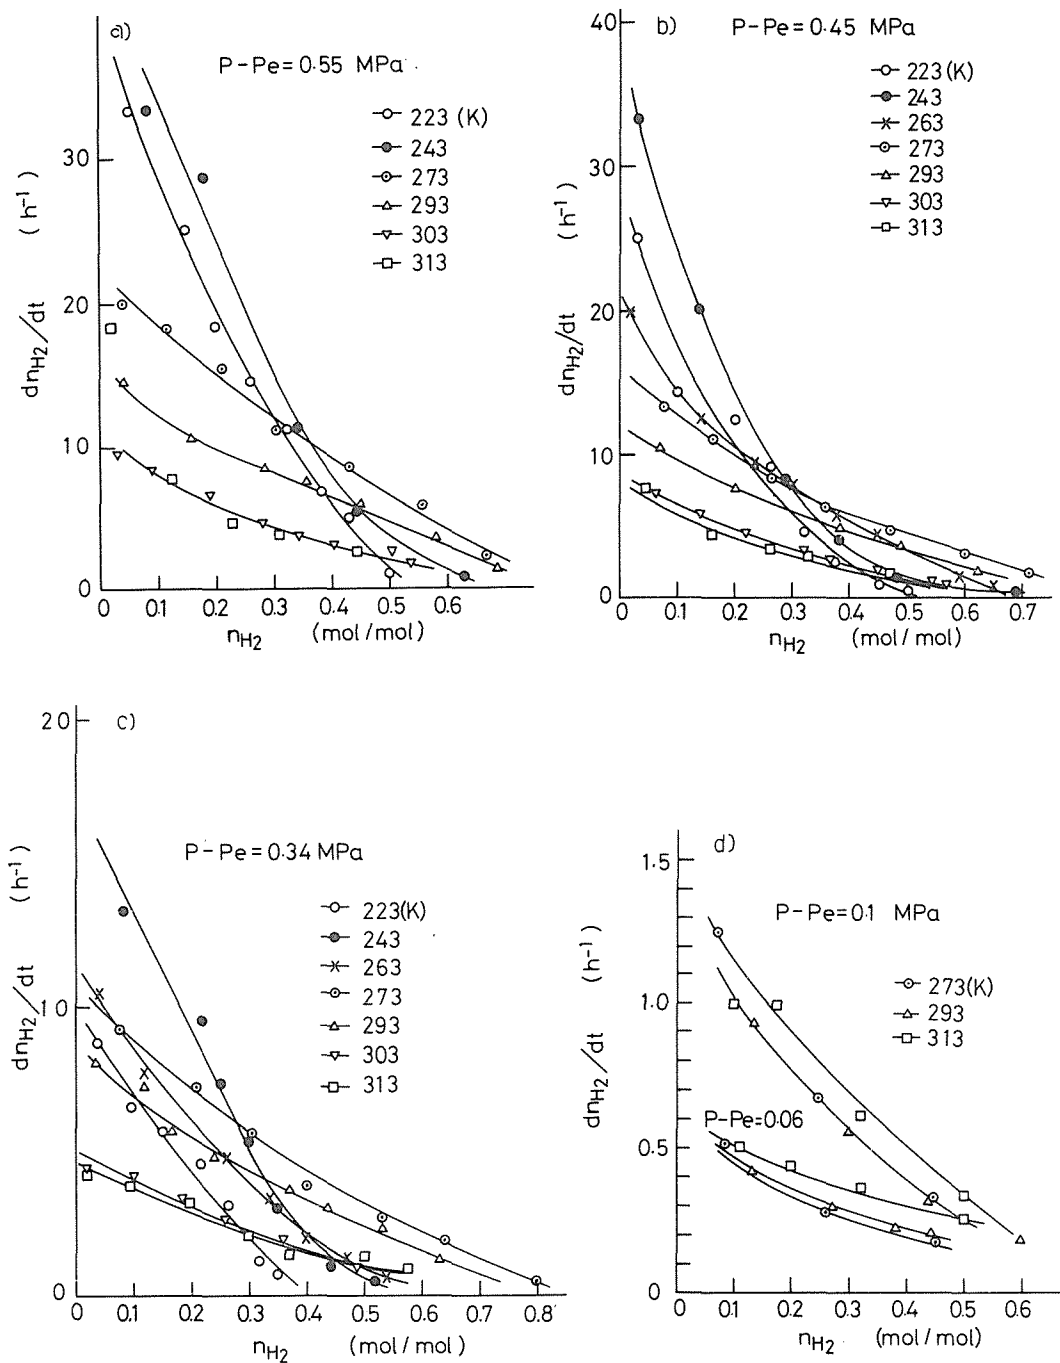 a)
P-Pe=0.55 MPa
223 (K)
243
273
293
303
313
dnH2/dt (h⁻¹)
30
20
10
0
0 0.1 0.2 0.3 0.4 0.5 0.6
nH2 (mol/mol)
b)
P-Pe=0.45 MPa
223(K)
243
263
273
293
303
313
dnH2/dt (h⁻¹)
40
30
20
10
0
0 0.1 0.2 0.3 0.4 0.5 0.6 0.7
nH2 (mol/mol)
c)
P-Pe=0.34 MPa
223(K)
243
263
273
293
303
313
dnH2/dt (h⁻¹)
20
10
0
0 0.1 0.2 0.3 0.4 0.5 0.6 0.7 0.8
nH2 (mol/mol)
d)
P-Pe=0.1 MPa
273(K)
293
313
P-Pe=0.06
dnH2/dt (h⁻¹)
1.5
1.0
0.5
0
0 0.1 0.2 0.3 0.4 0.5 0.6
nH2 (mol/mol)